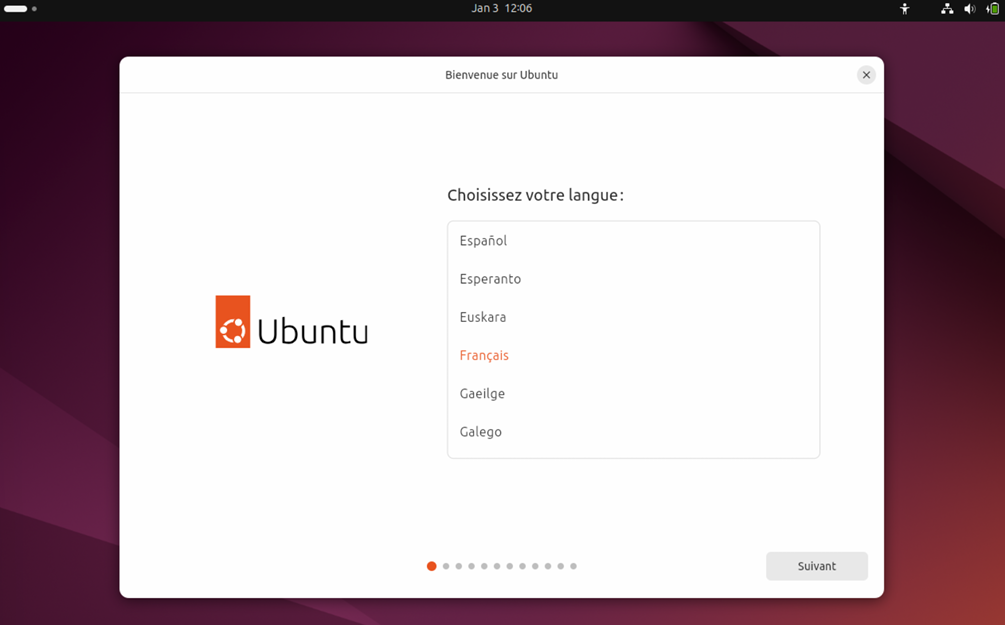 Jan 3 12:06
Bienvenue sur Ubuntu
Choisissez votre langue :
Español
Esperanto
Euskara
Français
Gaeilge
Galego
Ubuntu
Suivant